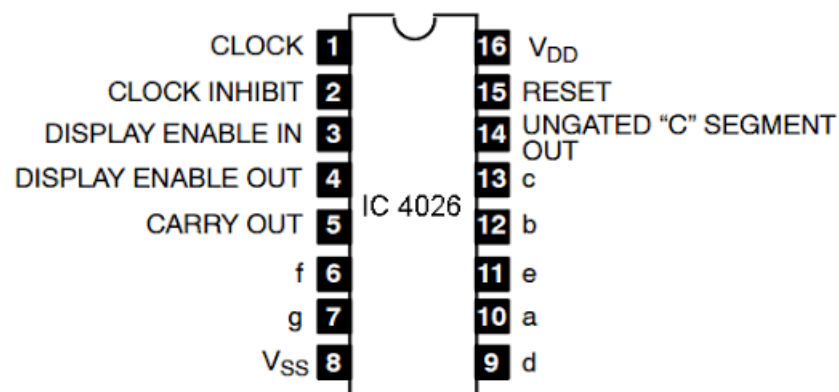 CLOCK 1 16 VDD
CLOCK INHIBIT 2 15 RESET
DISPLAY ENABLE IN 3 14 UNGATED “C” SEGMENT
OUT
DISPLAY ENABLE OUT 4 13 c
IC 4026
CARRY OUT 5 12 b
f 6 11 e
g 7 10 a
VSS 8 9 d